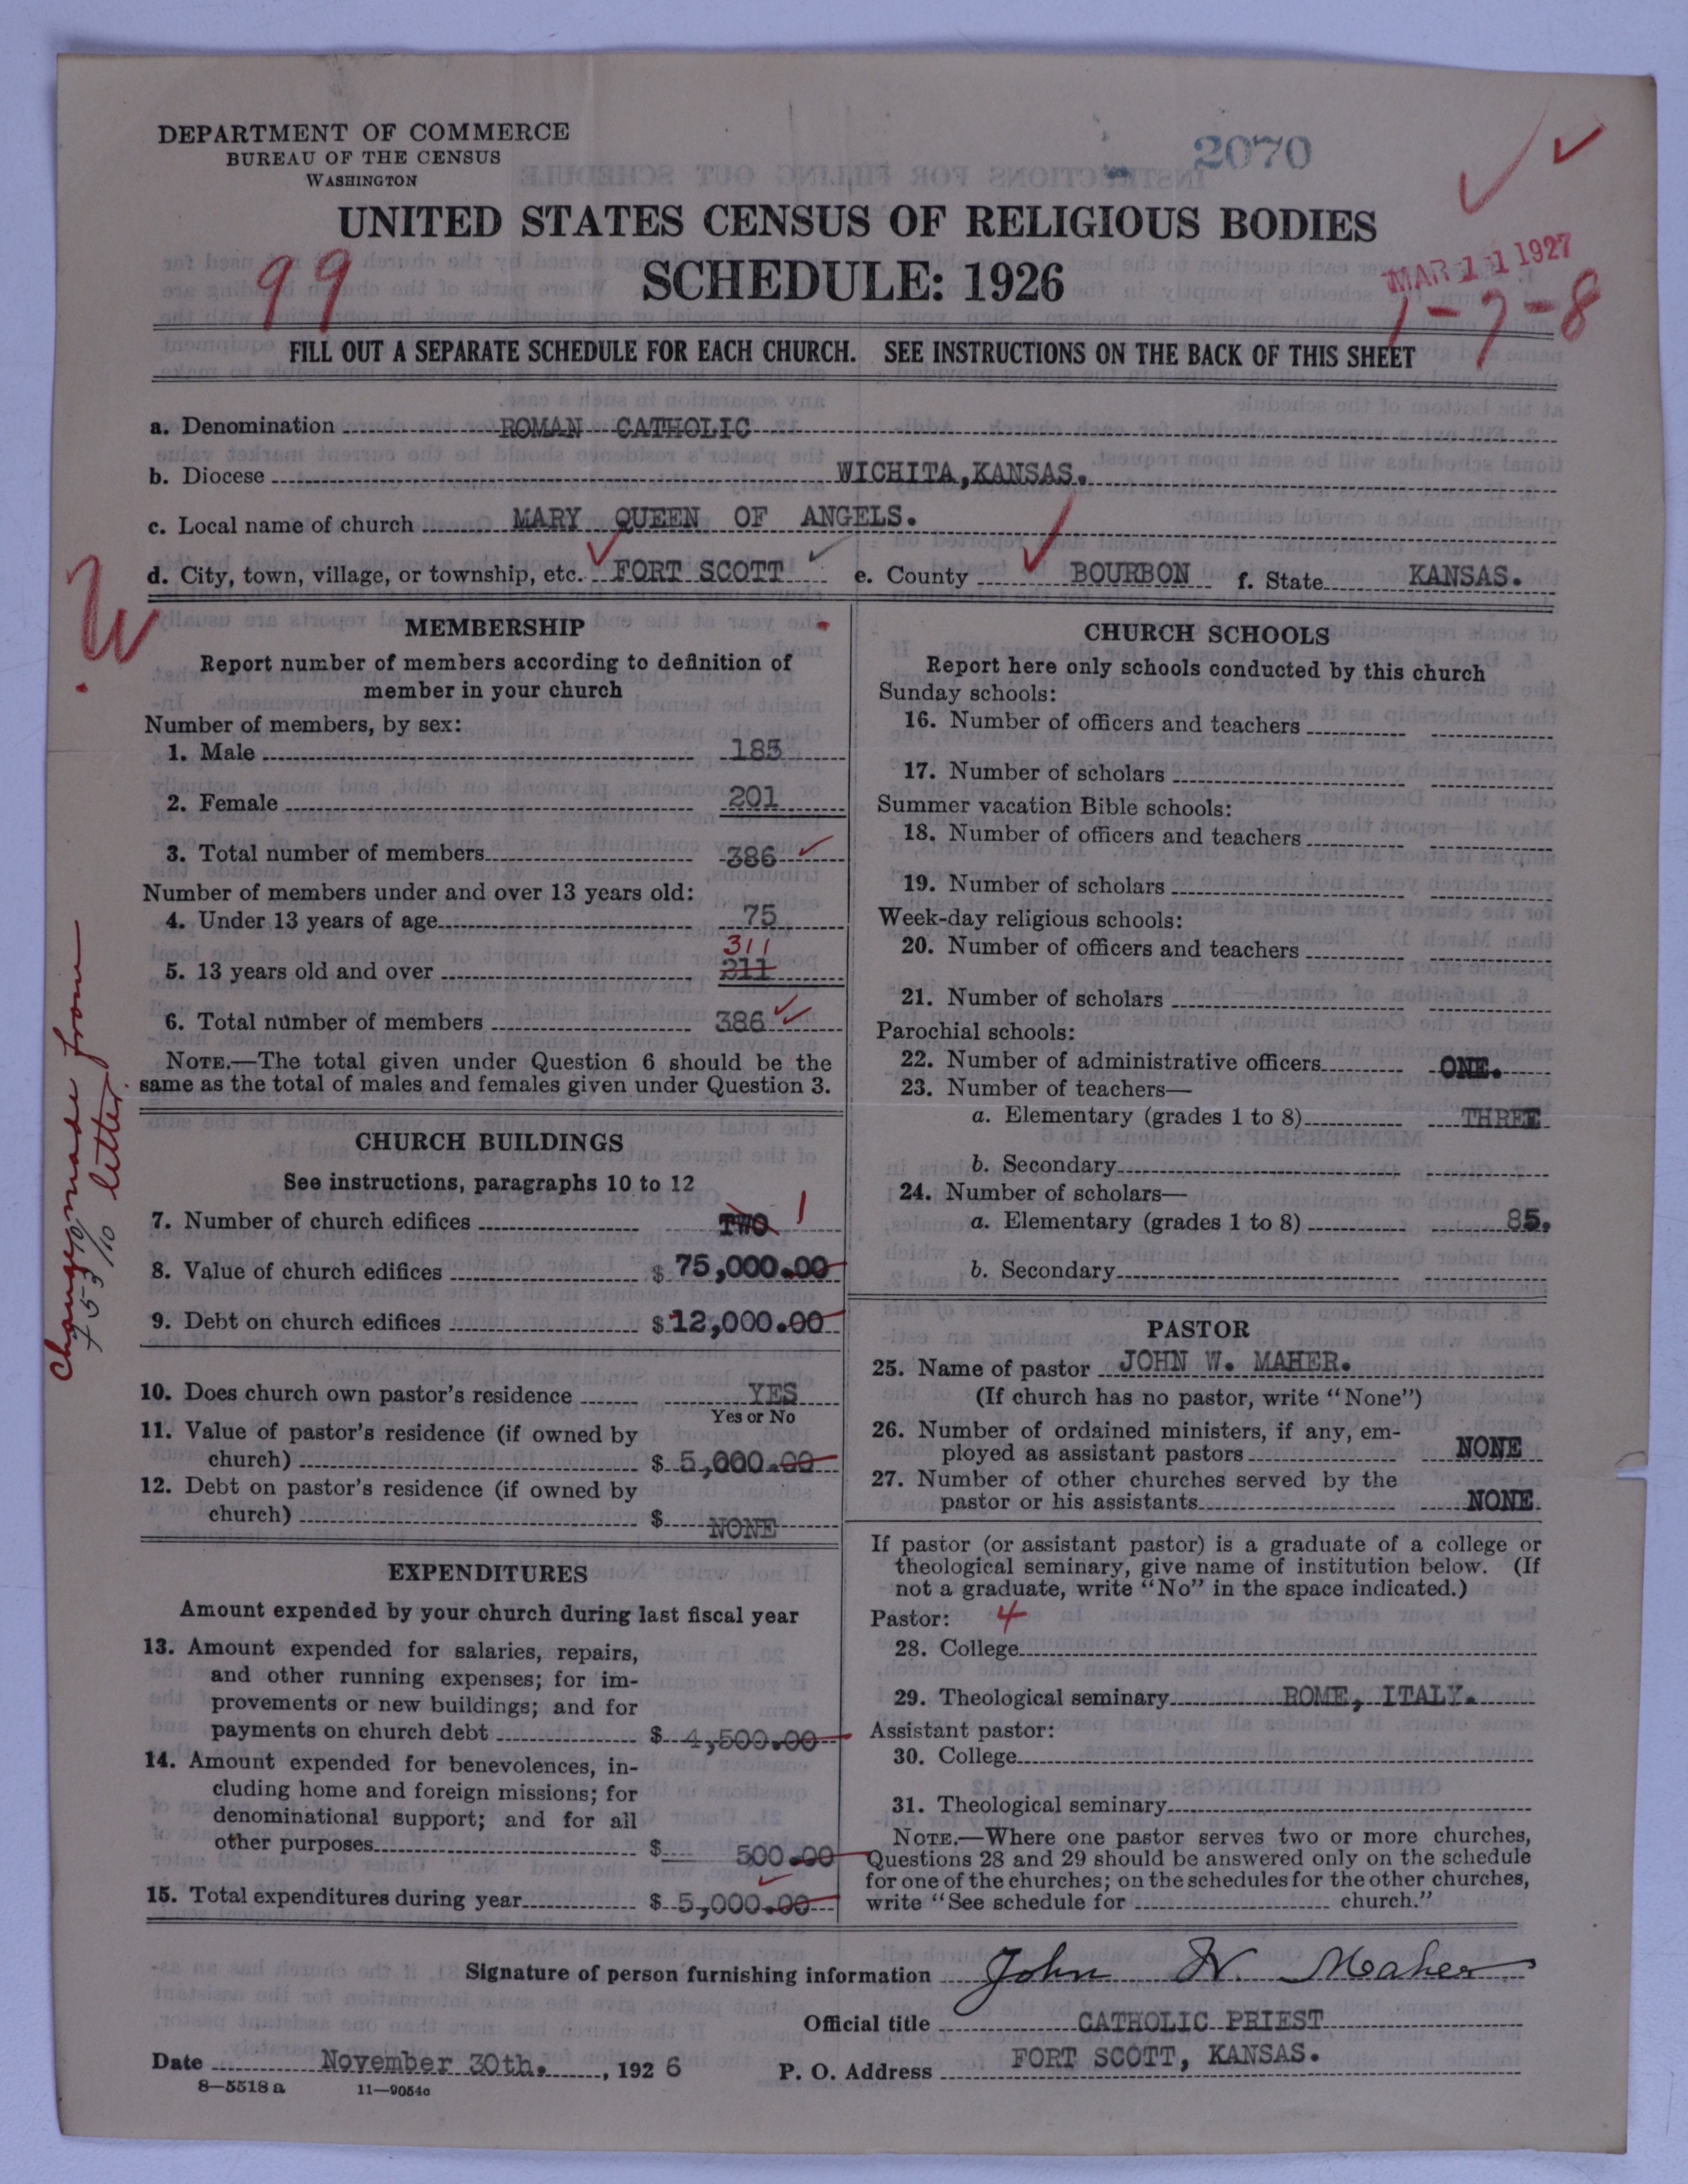 DEPARTMENT OF COMMERCE
BUREAU OF THE CENSUS
WASHINGTON
2070
UNITED STATES CENSUS OF RELIGIOUS BODIES
SCHEDULE: 1926
99
MAR 11 1927
1-7-8
FILL OUT A SEPARATE SCHEDULE FOR EACH CHURCH. SEE INSTRUCTIONS ON THE BACK OF THIS SHEET
a. Denomination ROMAN CATHOLIC
b. Diocese WICHITA, KANSAS.
c. Local name of church MARY QUEEN OF ANGELS.
d. City, town, village, or township, etc. FORT SCOTT e. County BOURBON f. State KANSAS.
W
MEMBERSHIP
Report number of members according to definition of
member in your church
Number of members, by sex:
1. Male 185
2. Female 201
3. Total number of members 386
Number of members under and over 13 years old:
4. Under 13 years of age 75
311
5. 13 years old and over 211
6. Total number of members 386
NOTE.—The total given under Question 6 should be the
same as the total of males and females given under Question 3.
Change made from
letter
CHURCH BUILDINGS
See instructions, paragraphs 10 to 12
7. Number of church edifices TWO 1
8. Value of church edifices $ 75,000.00
9. Debt on church edifices $ 12,000.00
10. Does church own pastor's residence YES
Yes or No
11. Value of pastor's residence (if owned by
church) $ 5,000.00
12. Debt on pastor's residence (if owned by
church) $ NONE
EXPENDITURES
Amount expended by your church during last fiscal year
13. Amount expended for salaries, repairs,
and other running expenses; for im-
provements or new buildings; and for
payments on church debt $ 4,500.00
14. Amount expended for benevolences, in-
cluding home and foreign missions; for
denominational support; and for all
other purposes $ 500.00
15. Total expenditures during year $ 5,000.00
CHURCH SCHOOLS
Report here only schools conducted by this church
Sunday schools:
16. Number of officers and teachers
17. Number of scholars
Summer vacation Bible schools:
18. Number of officers and teachers
19. Number of scholars
Week-day religious schools:
20. Number of officers and teachers
21. Number of scholars
Parochial schools:
22. Number of administrative officers ONE.
23. Number of teachers—
a. Elementary (grades 1 to 8) THREE
b. Secondary
24. Number of scholars—
a. Elementary (grades 1 to 8) 85.
b. Secondary
PASTOR
25. Name of pastor JOHN W. MAHER.
(If church has no pastor, write "None")
26. Number of ordained ministers, if any, em-
ployed as assistant pastors NONE
27. Number of other churches served by the
pastor or his assistants NONE.
If pastor (or assistant pastor) is a graduate of a college or
theological seminary, give name of institution below. (If
not a graduate, write "No" in the space indicated.)
Pastor: 4
28. College
29. Theological seminary ROME, ITALY.
Assistant pastor:
30. College
31. Theological seminary
NOTE.—Where one pastor serves two or more churches,
Questions 28 and 29 should be answered only on the schedule
for one of the churches; on the schedules for the other churches,
write "See schedule for church."
Signature of person furnishing information John W. Maher
Official title CATHOLIC PRIEST
Date November 30th., 1926 P. O. Address FORT SCOTT, KANSAS.
8—5518 a 11—9054c